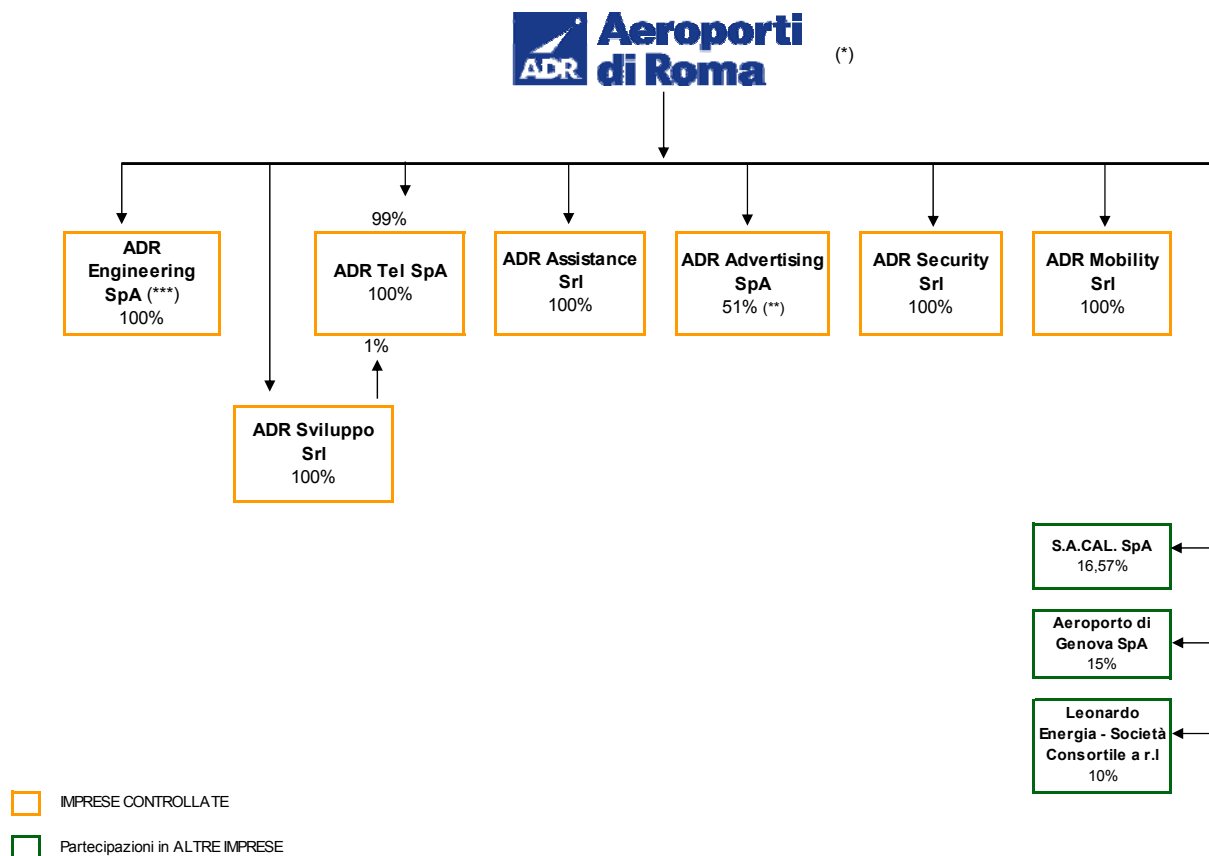 ADR
Aeroporti
di Roma
(*)
99%
ADR
Engineering
SpA (***)
100%
ADR Tel SpA
100%
ADR Assistance
Srl
100%
ADR Advertising
SpA
51% (**)
ADR Security
Srl
100%
ADR Mobility
Srl
100%
1%
ADR Sviluppo
Srl
100%
S.A.CAL. SpA
16,57%
Aeroporto di
Genova SpA
15%
Leonardo
Energia - Società
Consortile a r.l
10%
IMPRESE CONTROLLATE
Partecipazioni in ALTRE IMPRESE